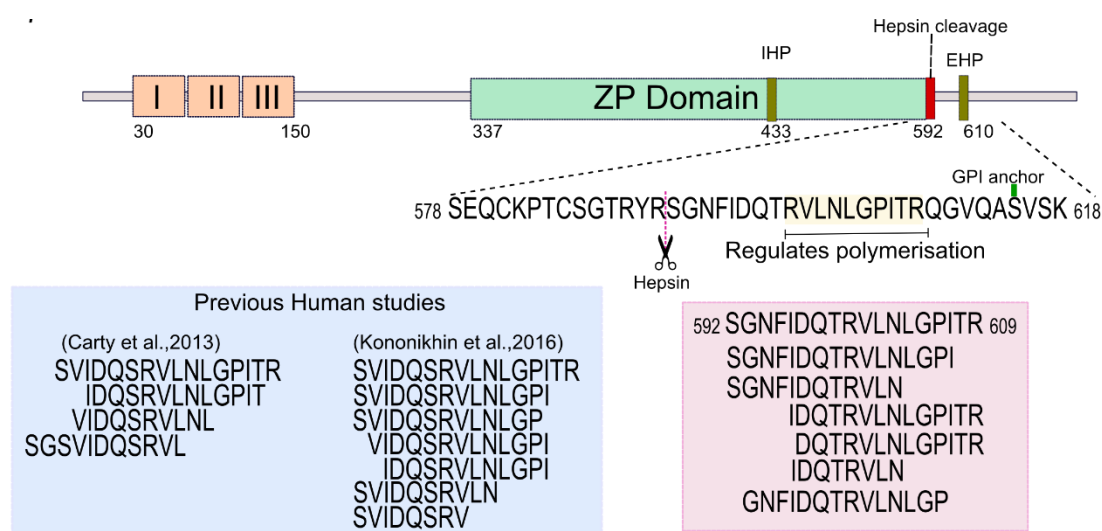 Hepsin cleavage
IHP
EHP
I II III
ZP Domain
30 150 337 433 592 610
GPI anchor
578 SEQCKPTCSGTRYRSGNFIDQTRVLNLGPITRQGVQASVSK 618
Regulates polymerisation
Hepsin
Previous Human studies
(Carty et al.,2013)
SVIDQSRVLNLGPITR
IDQSRVLNLGPIT
VIDQSRVLNL
SGSVIDQSRVL
(Kononikhin et al.,2016)
SVIDQSRVLNLGPITR
SVIDQSRVLNLGPI
SVIDQSRVLNLGP
VIDQSRVLNLGPI
IDQSRVLNLGPI
SVIDQSRVLN
SVIDQSRV
592 SGNFIDQTRVLNLGPITR 609
SGNFIDQTRVLNLGPI
SGNFIDQTRVLN
IDQTRVLNLGPITR
DQTRVLNLGPITR
IDQTRVLN
GNFIDQTRVLNLGP